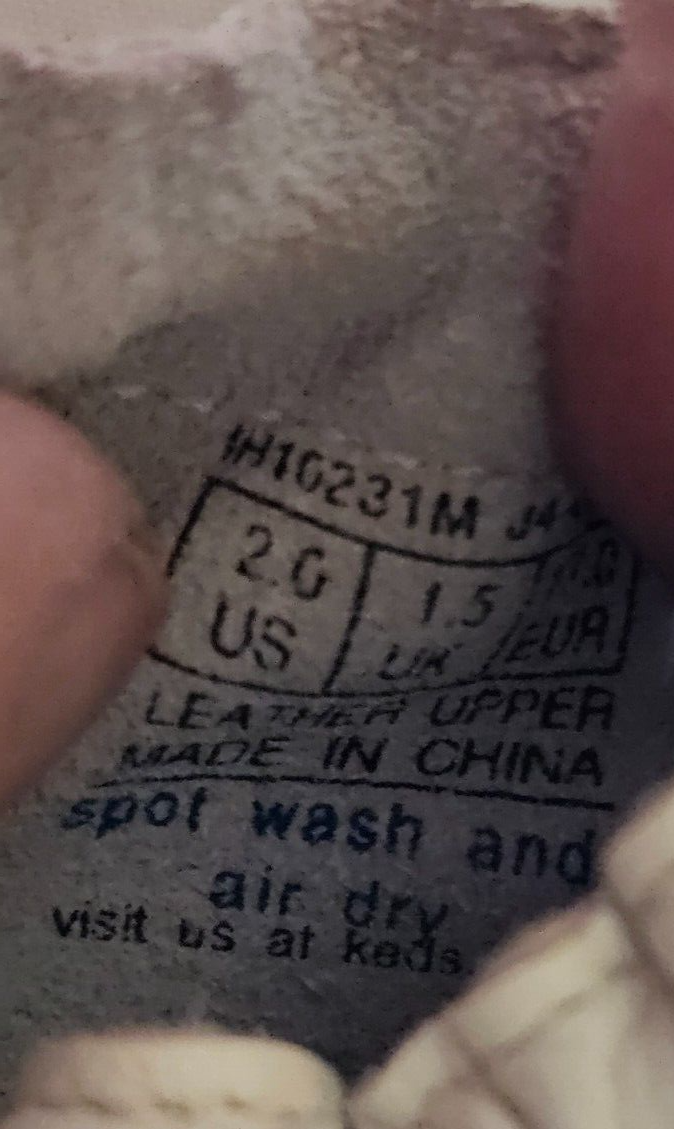 1H16231M
2.0 1.5
US UK EUR
LEATHER UPPER
MADE IN CHINA
spot wash and
air dry
visit us at keds.